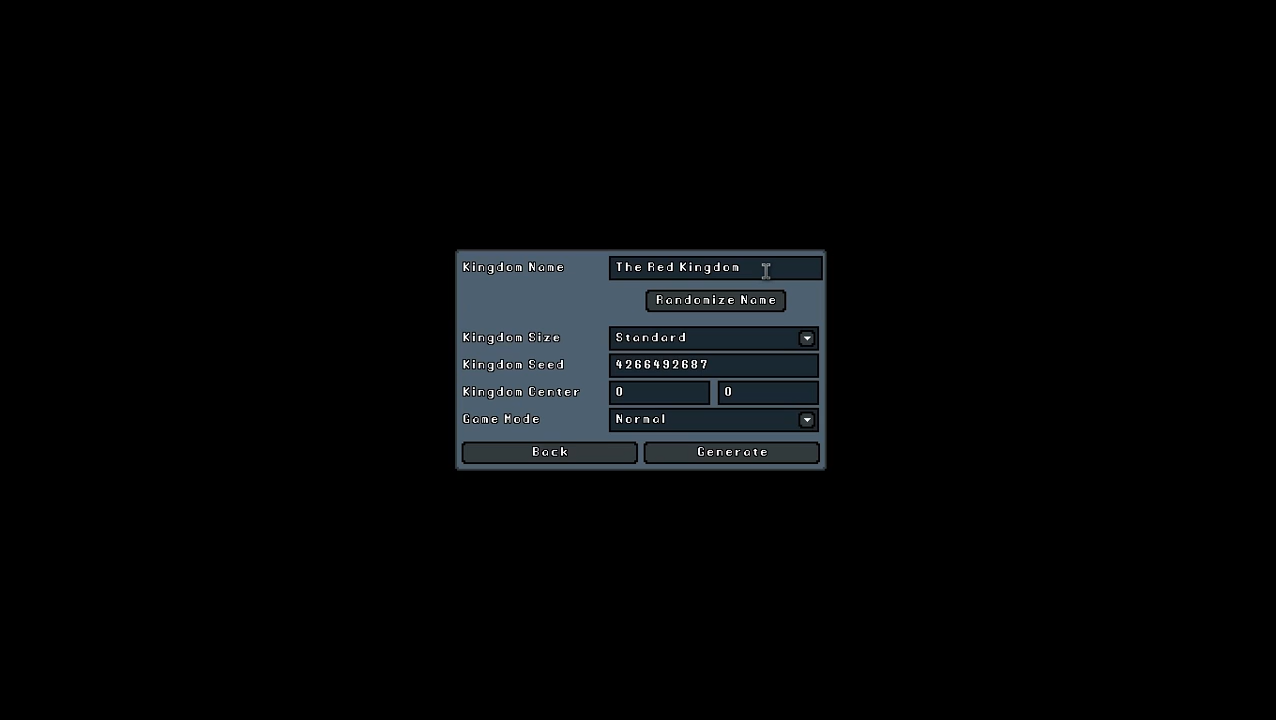 Kingdom Name The Red Kingdom
Randomize Name
Kingdom Size Standard
Kingdom Seed 4266492687
Kingdom Center 0 0
Game Mode Normal
Back Generate